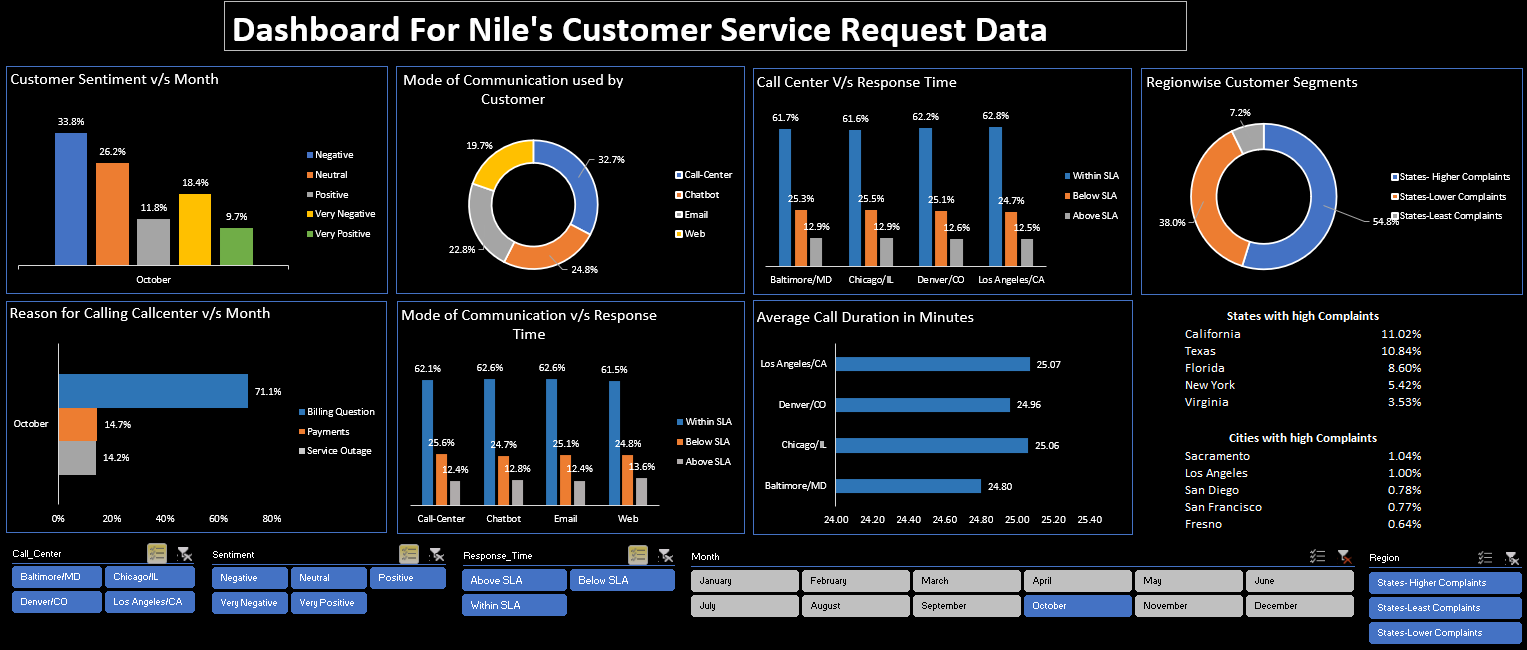 Dashboard For Nile's Customer Service Request Data
Customer Sentiment v/s Month
33.8%
26.2%
11.8%
18.4%
9.7%
October
Negative
Neutral
Positive
Very Negative
Very Positive
Mode of Communication used by
Customer
19.7%
32.7%
22.8%
24.8%
Call-Center
Chatbot
Email
Web
Call Center V/s Response Time
61.7%
61.6%
62.2%
62.8%
25.3%
25.5%
25.1%
24.7%
12.9%
12.9%
12.6%
12.5%
Baltimore/MD
Chicago/IL
Denver/CO
Los Angeles/CA
Within SLA
Below SLA
Above SLA
Regionwise Customer Segments
7.2%
38.0%
54.8%
States- Higher Complaints
States-Lower Complaints
States-Least Complaints
Reason for Calling Callcenter v/s Month
October
71.1%
14.7%
14.2%
0%
20%
40%
60%
80%
Billing Question
Payments
Service Outage
Mode of Communication v/s Response
Time
62.1%
62.6%
62.6%
61.5%
25.6%
24.7%
25.1%
24.8%
12.4%
12.8%
12.4%
13.6%
Call-Center
Chatbot
Email
Web
Within SLA
Below SLA
Above SLA
Average Call Duration in Minutes
Los Angeles/CA
25.07
Denver/CO
24.96
Chicago/IL
25.06
Baltimore/MD
24.80
24.00 24.20 24.40 24.60 24.80 25.00 25.20 25.40
States with high Complaints
California 11.02%
Texas 10.84%
Florida 8.60%
New York 5.42%
Virginia 3.53%
Cities with high Complaints
Sacramento 1.04%
Los Angeles 1.00%
San Diego 0.78%
San Francisco 0.77%
Fresno 0.64%
Call_Center
Baltimore/MD
Chicago/IL
Denver/CO
Los Angeles/CA
Sentiment
Negative
Neutral
Positive
Very Negative
Very Positive
Response_Time
Above SLA
Below SLA
Within SLA
Month
January
February
March
April
May
June
July
August
September
October
November
December
Region
States- Higher Complaints
States-Least Complaints
States-Lower Complaints